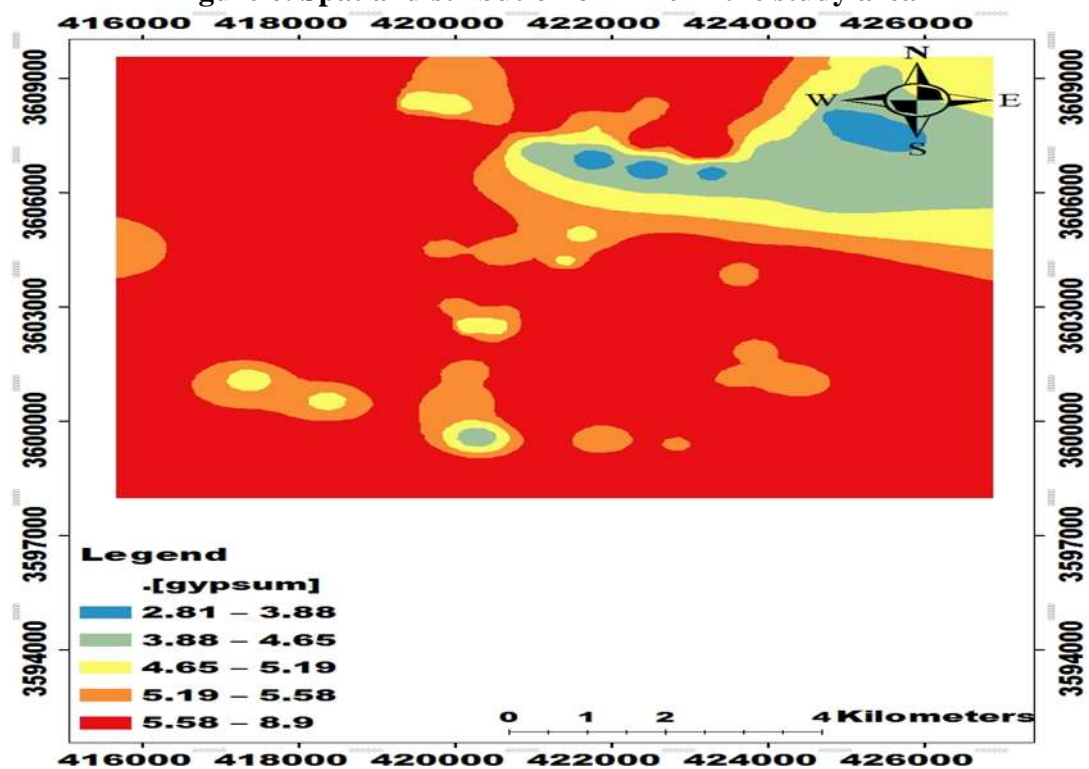 416000 418000 420000 422000 424000 426000
N
W E
S
3609000 3609000
3606000 3606000
3603000 3603000
3600000 3600000
3597000 3597000
3594000 3594000
Legend
.[gypsum]
2.81 – 3.88
3.88 – 4.65
4.65 – 5.19
5.19 – 5.58
5.58 – 8.9
0 1 2 4 Kilometers
416000 418000 420000 422000 424000 426000